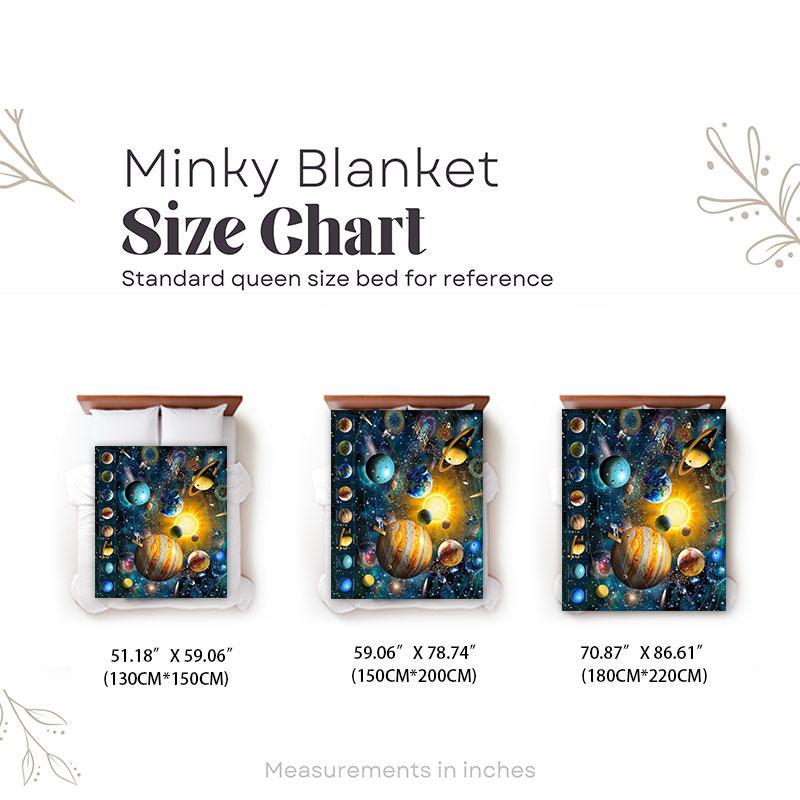 Minky Blanket
Size Chart
Standard queen size bed for reference
51.18" X 59.06"
(130CM*150CM)
59.06" X 78.74"
(150CM*200CM)
70.87" X 86.61"
(180CM*220CM)
Measurements in inches